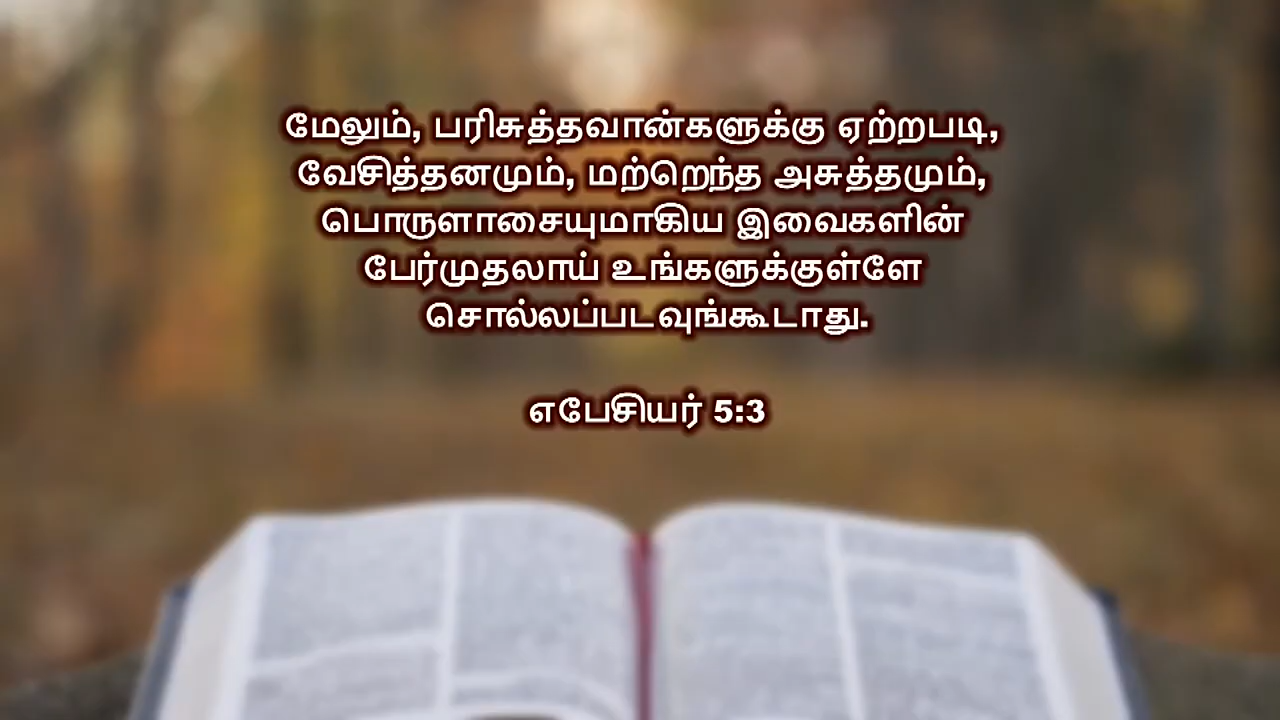 மேலும், பரிசுத்தவான்களுக்கு ஏற்றபடி,
வேசித்தனமும், மற்றெந்த அசுத்தமும்,
பொருளாசையுமாகிய இவைகளின்
பேர்முதலாய் உங்களுக்குள்ளே
சொல்லப்படவுங்கூடாது.
எபேசியர் 5:3